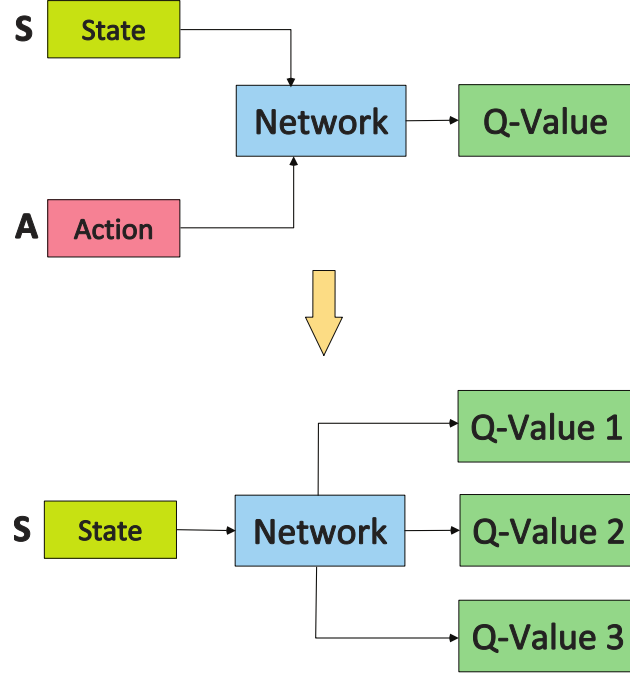 S State
Network Q-Value
A Action
Q-Value 1
S State Network Q-Value 2
Q-Value 3